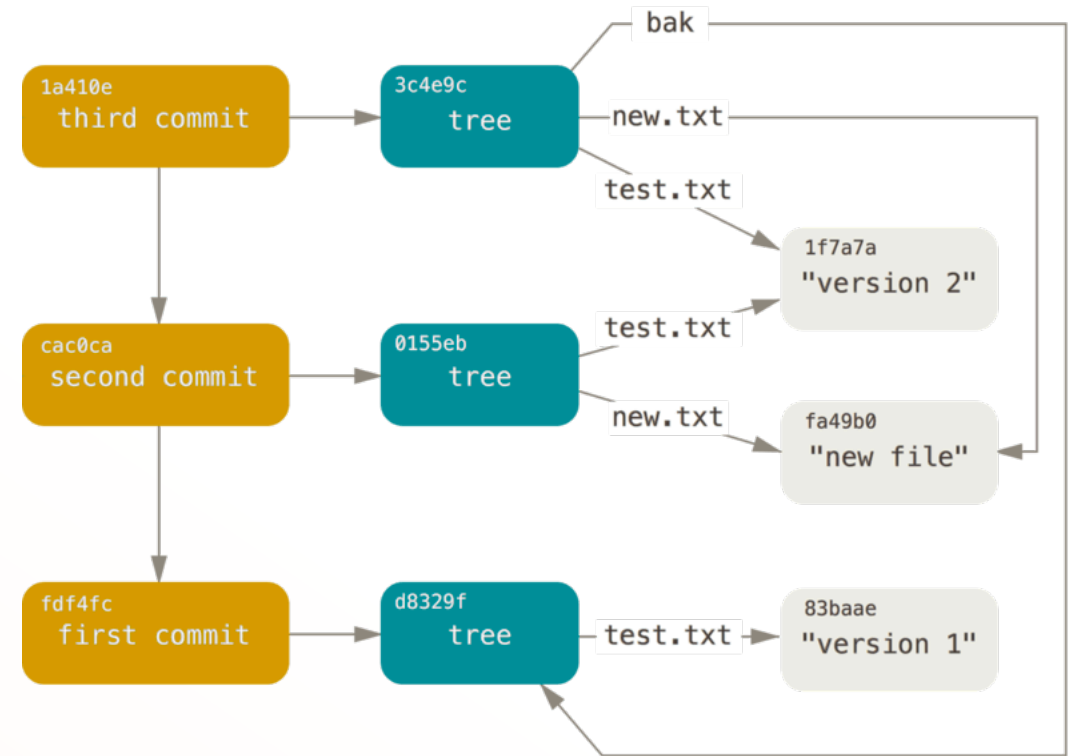 bak
1a410e
third commit
3c4e9c
tree
new.txt
test.txt
1f7a7a
"version 2"
cac0ca
second commit
0155eb
tree
test.txt
new.txt
fa49b0
"new file"
fdf4fc
first commit
d8329f
tree
test.txt
83baae
"version 1"